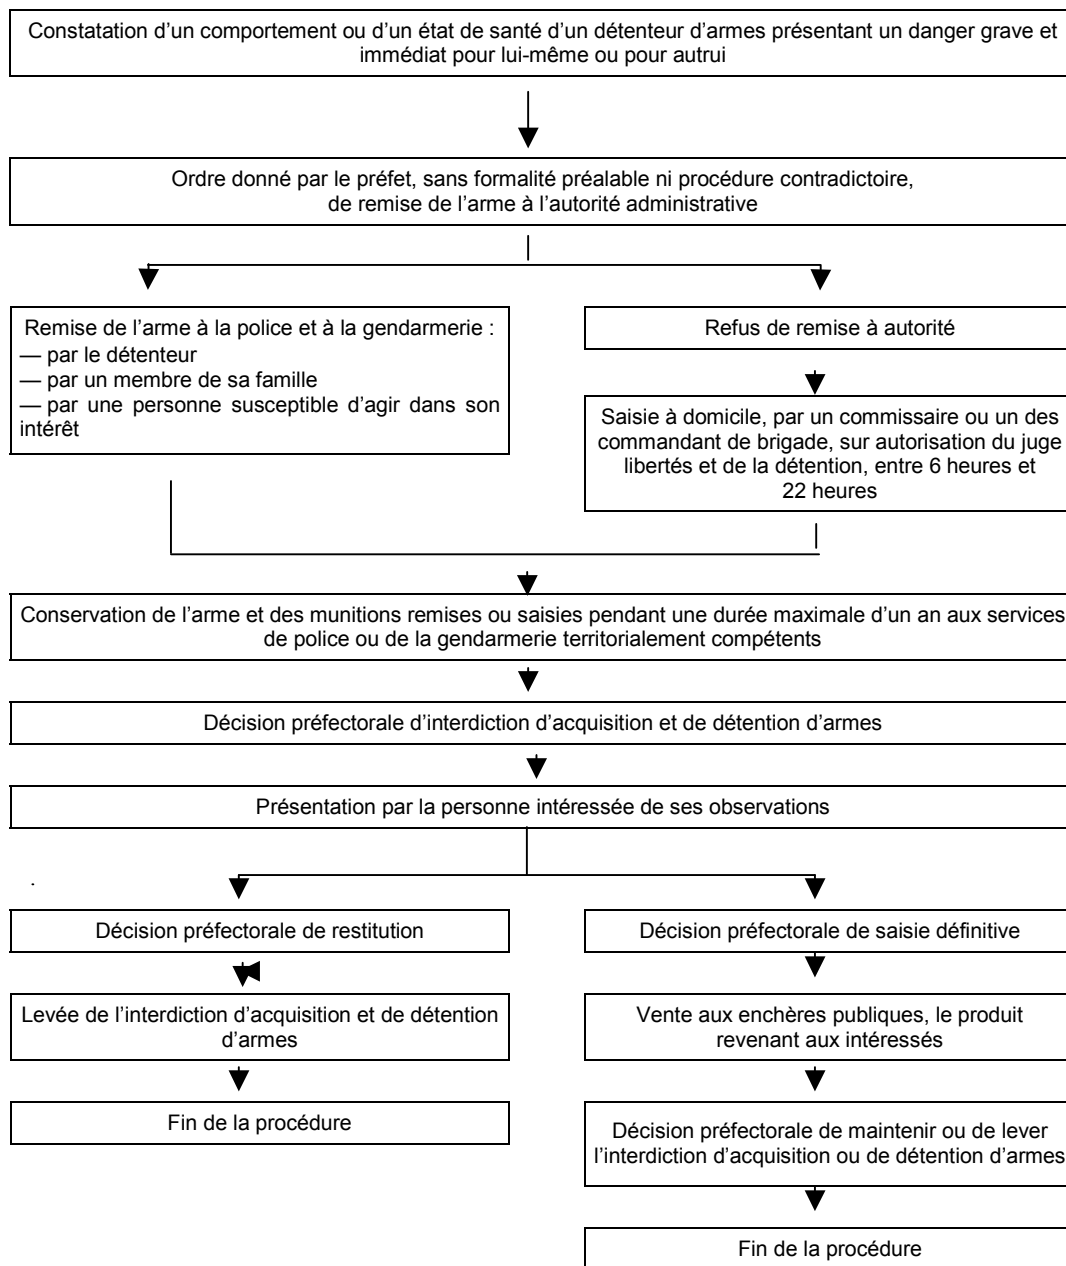 Constatation d’un comportement ou d’un état de santé d’un détenteur d’armes présentant un danger grave et
immédiat pour lui-même ou pour autrui
Ordre donné par le préfet, sans formalité préalable ni procédure contradictoire,
de remise de l’arme à l’autorité administrative
Remise de l’arme à la police et à la gendarmerie :
— par le détenteur
— par un membre de sa famille
— par une personne susceptible d’agir dans son
intérêt
Refus de remise à autorité
Saisie à domicile, par un commissaire ou un des
commandant de brigade, sur autorisation du juge
libertés et de la détention, entre 6 heures et
22 heures
Conservation de l’arme et des munitions remises ou saisies pendant une durée maximale d’un an aux services
de police ou de la gendarmerie territorialement compétents
Décision préfectorale d’interdiction d’acquisition et de détention d’armes
Présentation par la personne intéressée de ses observations
Décision préfectorale de restitution
Levée de l’interdiction d’acquisition et de détention
d’armes
Fin de la procédure
Décision préfectorale de saisie définitive
Vente aux enchères publiques, le produit
revenant aux intéressés
Décision préfectorale de maintenir ou de lever
l’interdiction d’acquisition ou de détention d’armes
Fin de la procédure